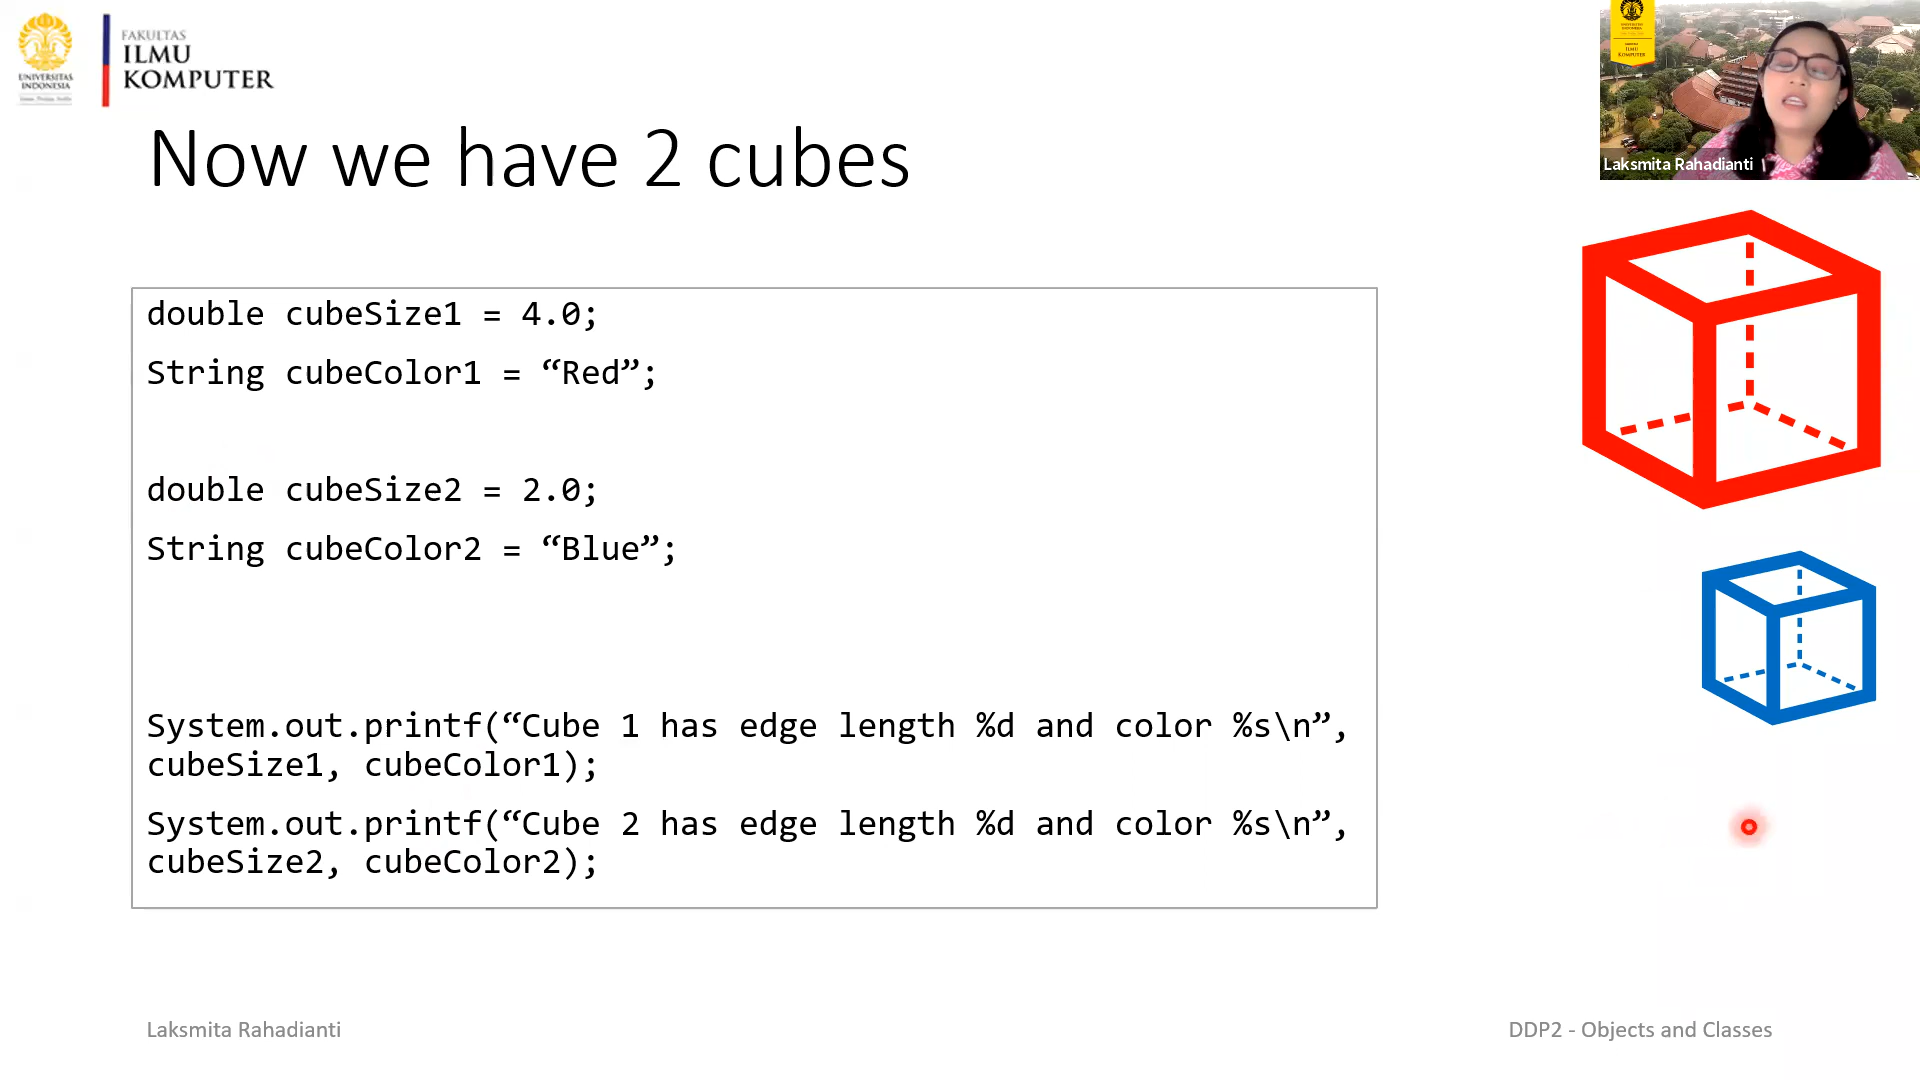 UNIVERSITAS
INDONESIA
FAKULTAS
ILMU
KOMPUTER
Now we have 2 cubes
double cubeSize1 = 4.0;
String cubeColor1 = “Red”;
double cubeSize2 = 2.0;
String cubeColor2 = “Blue”;
System.out.printf(“Cube 1 has edge length %d and color %s\n”,
cubeSize1, cubeColor1);
System.out.printf(“Cube 2 has edge length %d and color %s\n”,
cubeSize2, cubeColor2);
Laksmita Rahadianti
Laksmita Rahadianti
DDP2 - Objects and Classes